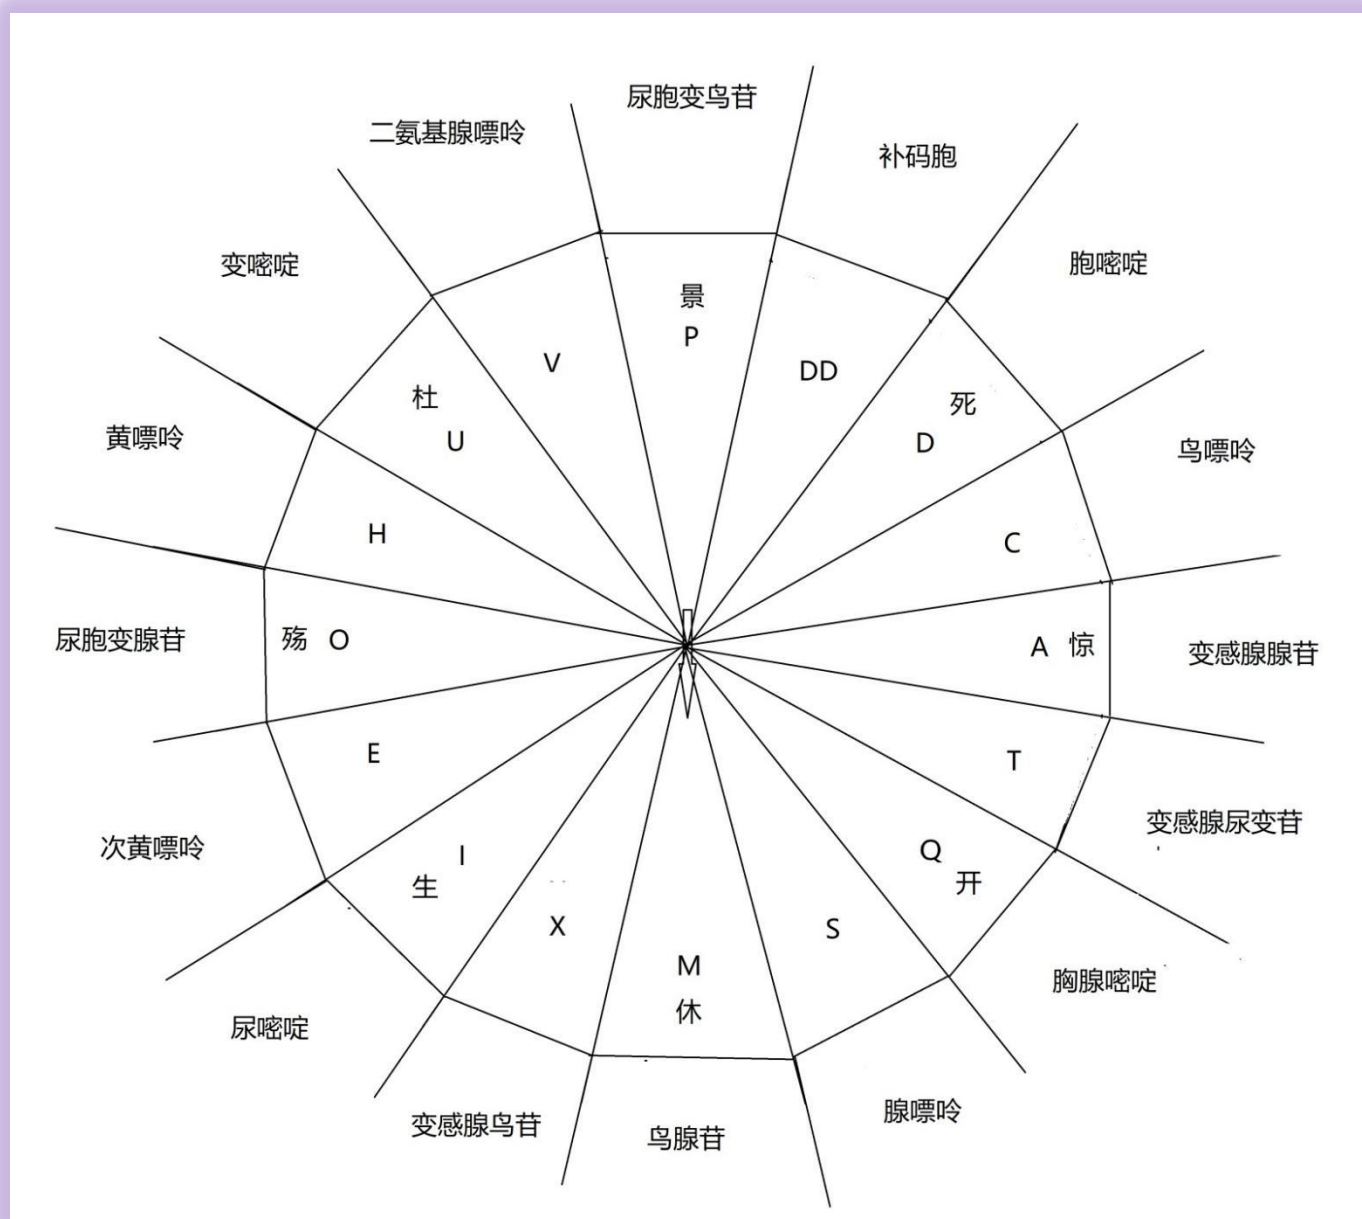 尿胞变鸟苷
二氨基腺嘌呤
补码胞
变嘧啶
胞嘧啶
景
P
V
DD
杜
死
U
D
黄嘌呤
鸟嘌呤
H
C
尿胞变腺苷
殇 O
A 惊
变感腺腺苷
E
T
次黄嘌呤
变感腺尿变苷
I
生
Q
开
X
S
M
休
尿嘧啶
胸腺嘧啶
变感腺鸟苷
鸟腺苷
腺嘌呤